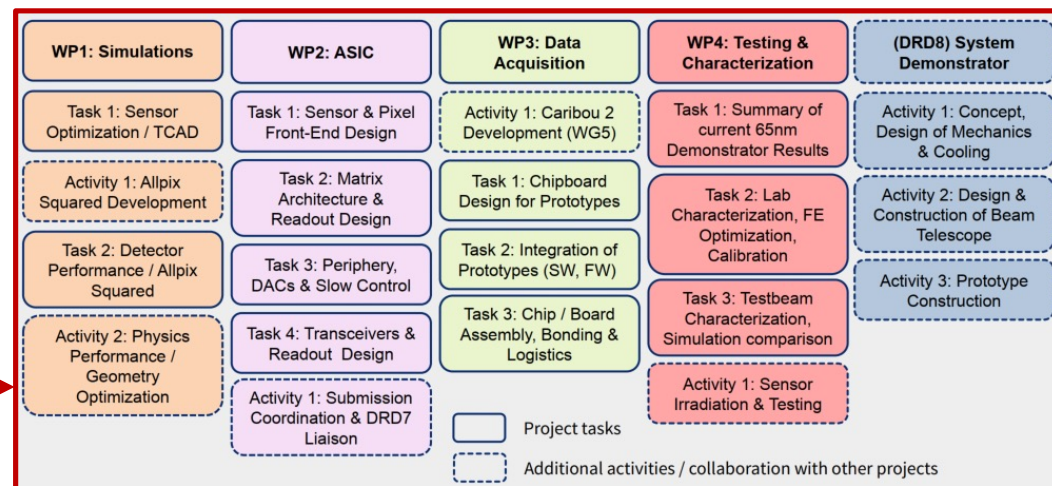 WP1: Simulations
Task 1: Sensor
Optimization / TCAD
Activity 1: Allpix
Squared Development
Task 2: Detector
Performance / Allpix
Squared
Activity 2: Physics
Performance /
Geometry
Optimization
WP2: ASIC
Task 1: Sensor & Pixel
Front-End Design
Task 2: Matrix
Architecture &
Readout Design
Task 3: Periphery,
DACs & Slow Control
Task 4: Transceivers &
Readout Design
Activity 1: Submission
Coordination & DRD7
Liaison
WP3: Data
Acquisition
Activity 1: Caribou 2
Development (WG5)
Task 1: Chipboard
Design for Prototypes
Task 2: Integration of
Prototypes (SW, FW)
Task 3: Chip / Board
Assembly, Bonding &
Logistics
WP4: Testing &
Characterization
Task 1: Summary of
current 65nm
Demonstrator Results
Task 2: Lab
Characterization, FE
Optimization,
Calibration
Task 3: Testbeam
Characterization,
Simulation comparison
Activity 1: Sensor
Irradiation & Testing
(DRD8) System
Demonstrator
Activity 1: Concept,
Design of Mechanics
& Cooling
Activity 2: Design &
Construction of Beam
Telescope
Activity 3: Prototype
Construction
Project tasks
Additional activities / collaboration with other projects